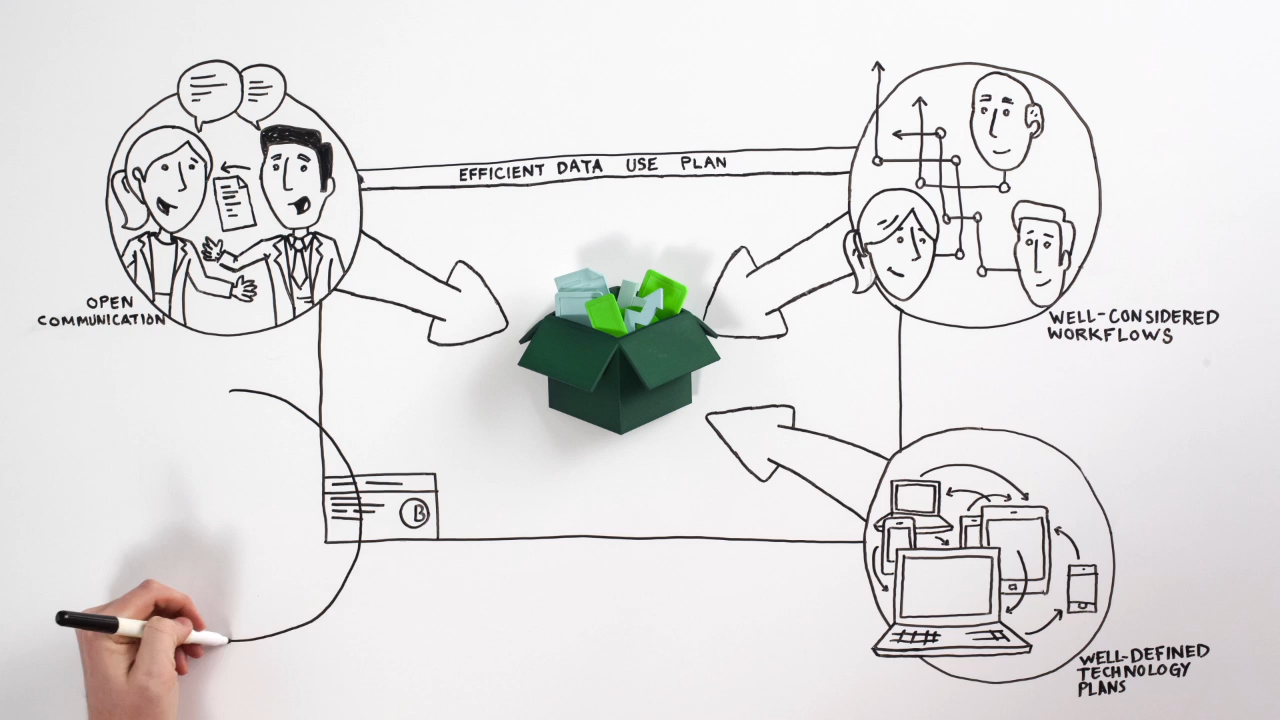 EFFICIENT DATA USE PLAN
OPEN
COMMUNICATION
WELL-CONSIDERED
WORKFLOWS
B
WELL-DEFINED
TECHNOLOGY
PLANS